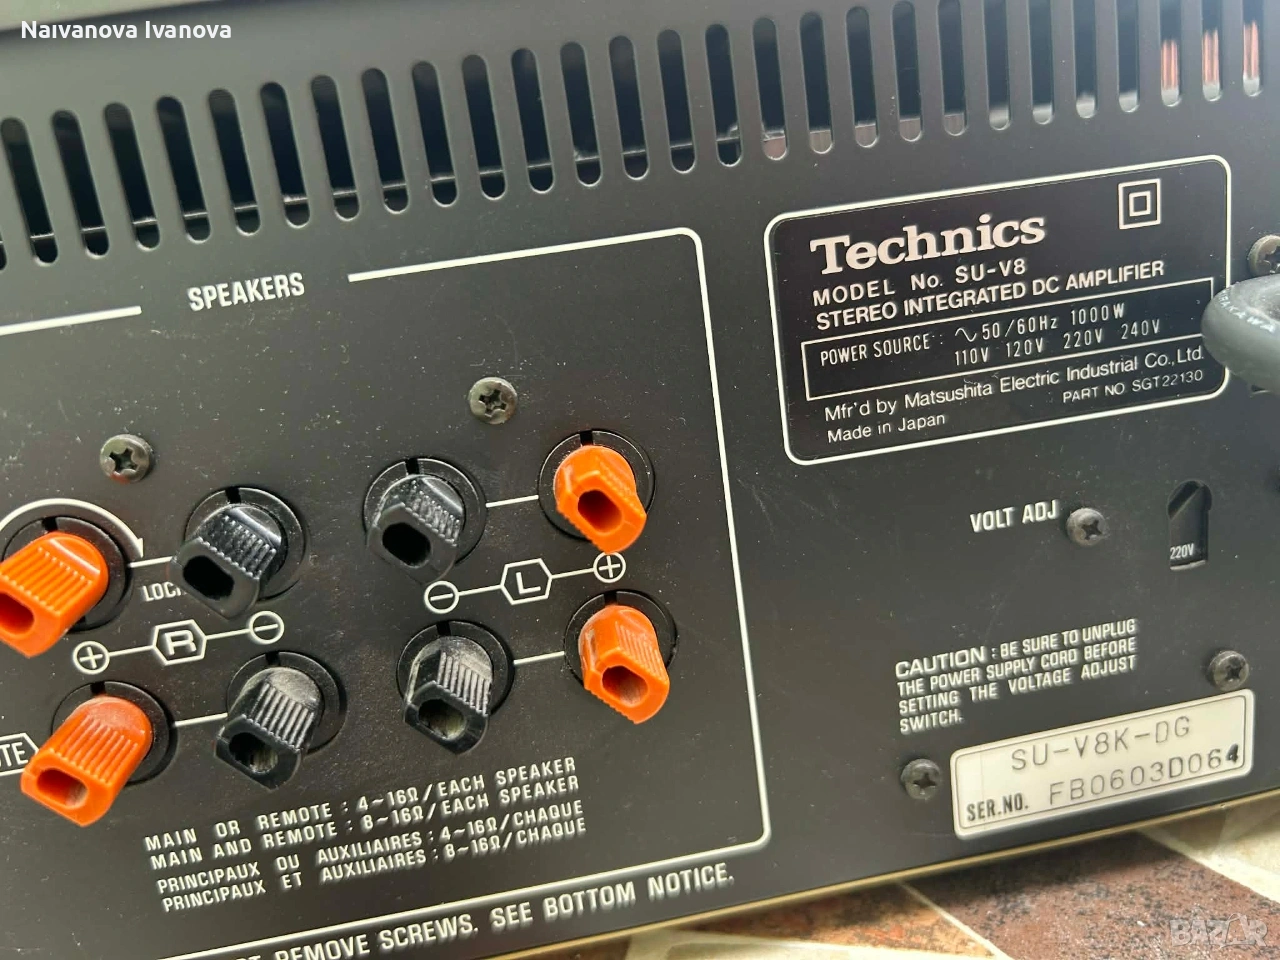 Naıvanova Ivanova
SPEAKERS
Technics
MODEL No. SU-V8
STEREO INTEGRATED DC AMPLIFIER
POWER SOURCE : ∿ 50/60Hz 1000W
110V 120V 220V 240V
Mfr'd by Matsushita Electric Industrial Co., Ltd.
PART NO SGT22130
Made in Japan
VOLT ADJ
220V
LOCK
− L +
+ R −
CAUTION : BE SURE TO UNPLUG
THE POWER SUPPLY CORD BEFORE
SETTING THE VOLTAGE ADJUST
SWITCH.
SU-V8K-DG
SER.NO. FB0603D064
MAIN OR REMOTE : 4~16Ω/EACH SPEAKER
MAIN AND REMOTE : 8~16Ω/EACH SPEAKER
PRINCIPAUX OU AUXILIAIRES : 4~16Ω/CHAQUE
PRINCIPAUX ET AUXILIAIRES : 8~16Ω/CHAQUE
REMOVE SCREWS. SEE BOTTOM NOTICE.
BAZAR